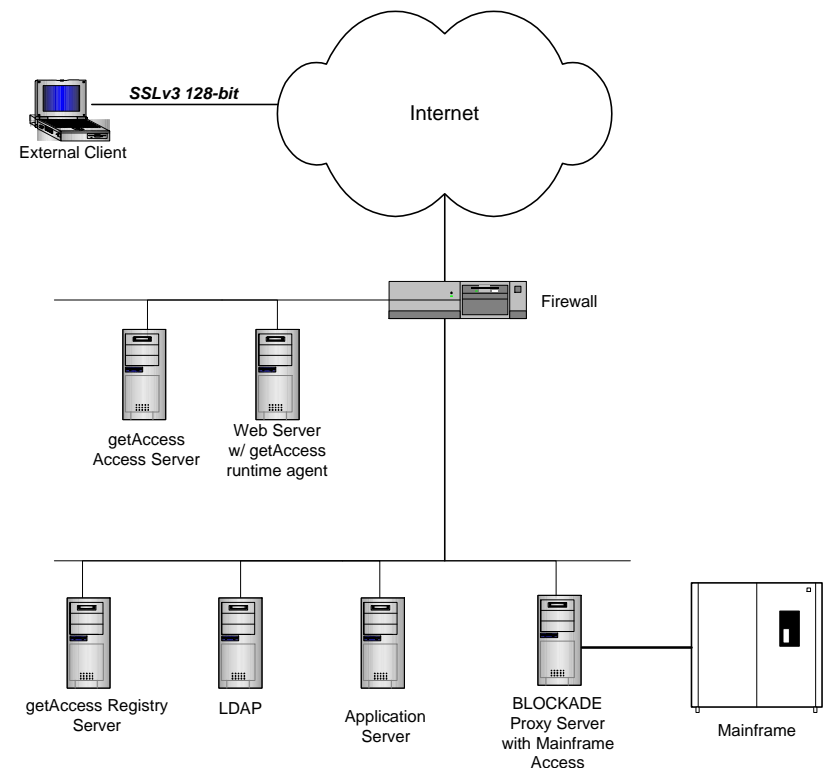 SSLv3 128-bit
External Client
Internet
Firewall
getAccess
Access Server
Web Server
w/ getAccess
runtime agent
getAccess Registry
Server
LDAP
Application
Server
BLOCKADE
Proxy Server
with Mainframe
Access
Mainframe